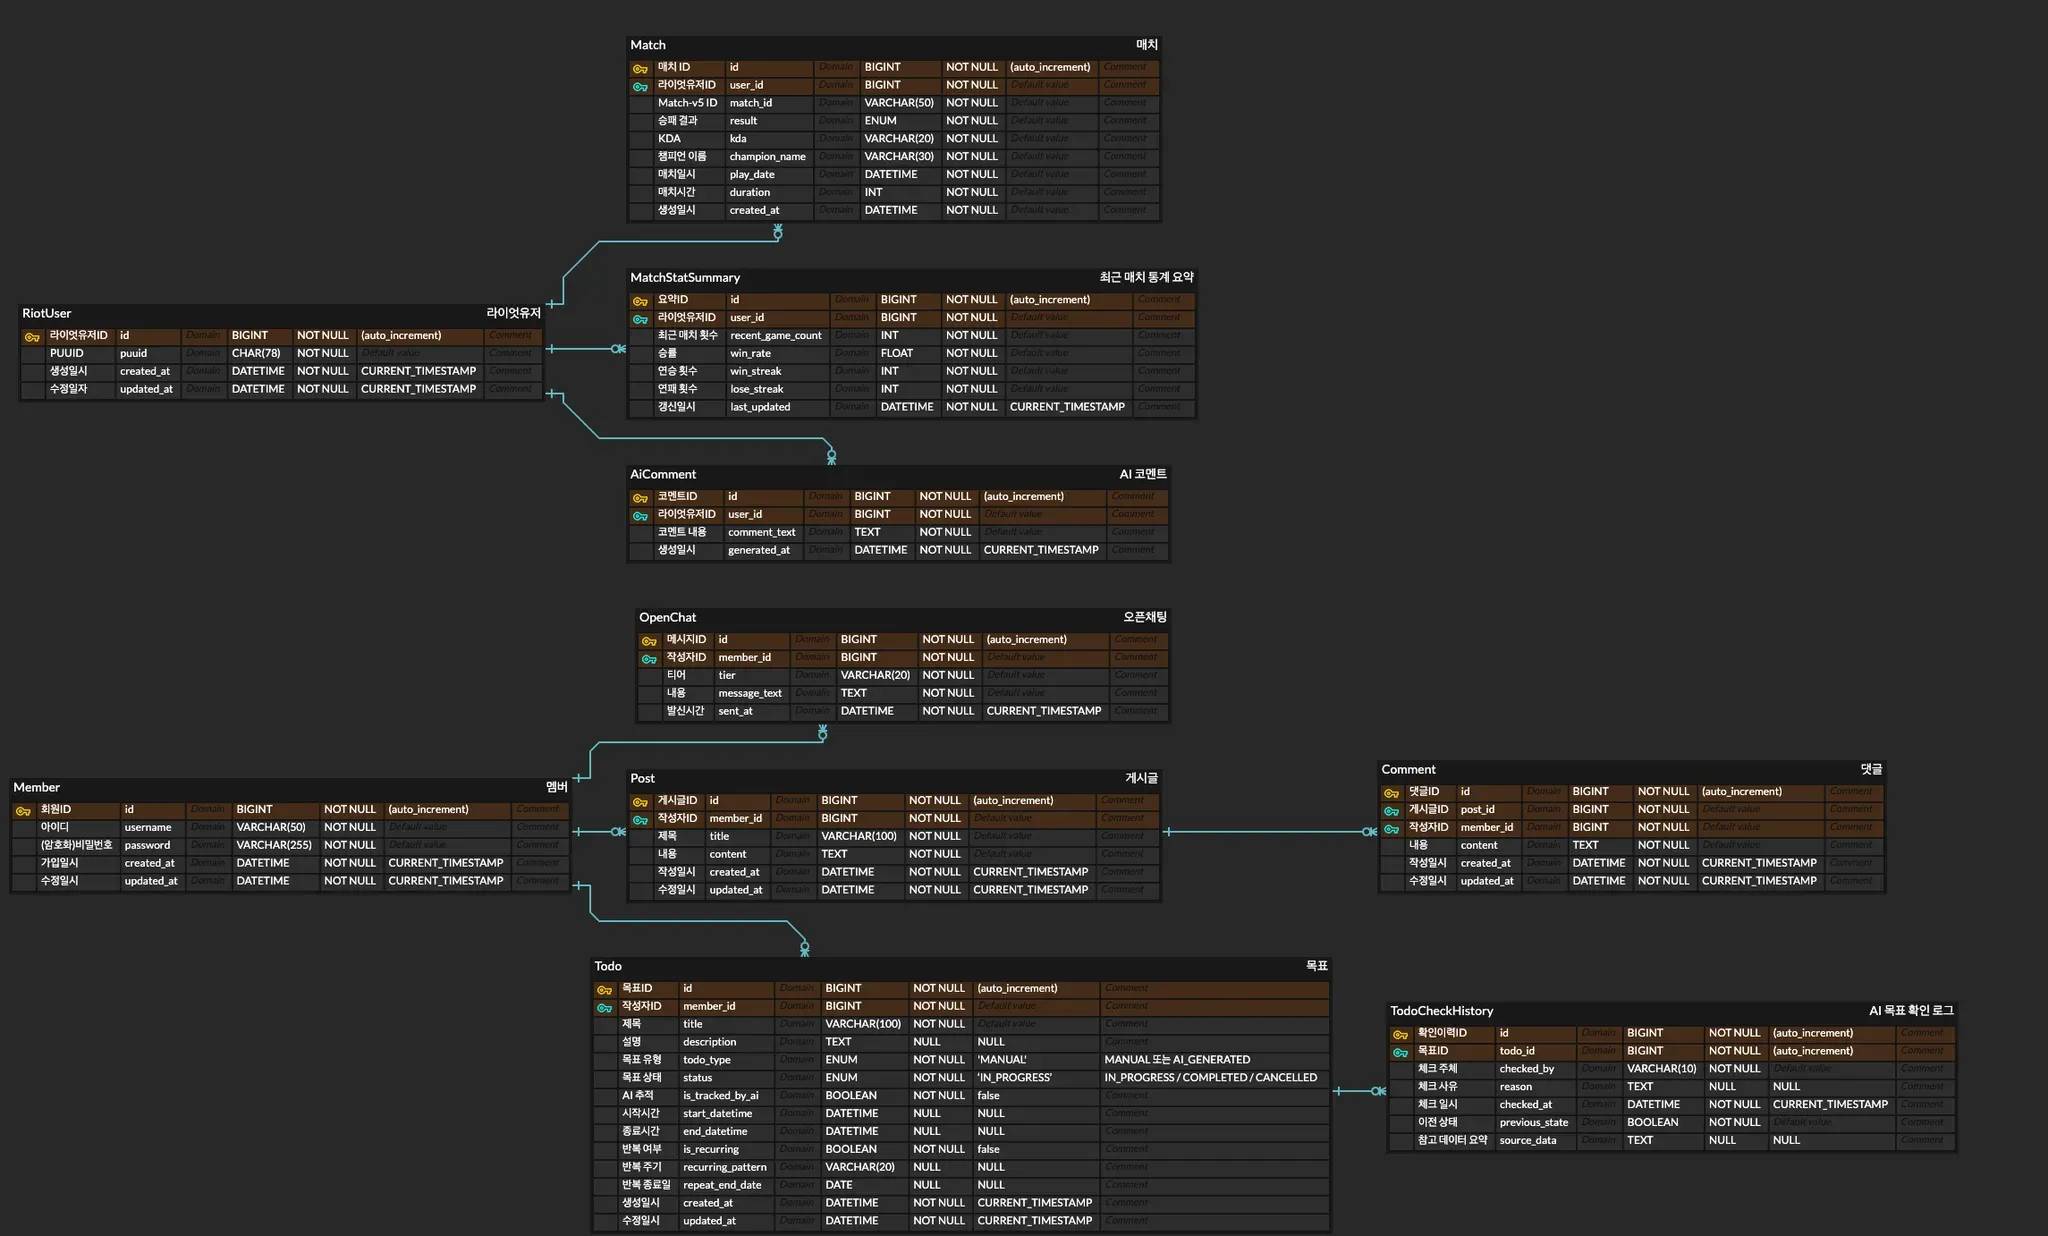 Match 매치
매치 ID id Domain BIGINT NOT NULL (auto_increment) Comment
라이엇유저ID user_id Domain BIGINT NOT NULL Default value Comment
Match-v5 ID match_id Domain VARCHAR(50) NOT NULL Default value Comment
승패 결과 result Domain ENUM NOT NULL Default value Comment
KDA kda Domain VARCHAR(20) NOT NULL Default value Comment
챔피언 이름 champion_name Domain VARCHAR(30) NOT NULL Default value Comment
매치일시 play_date Domain DATETIME NOT NULL Default value Comment
매치시간 duration Domain INT NOT NULL Default value Comment
생성일시 created_at Domain DATETIME NOT NULL Default value Comment
MatchStatSummary 최근 매치 통계 요약
요약ID id Domain BIGINT NOT NULL (auto_increment) Comment
라이엇유저ID user_id Domain BIGINT NOT NULL Default value Comment
최근 매치 횟수 recent_game_count Domain INT NOT NULL Default value Comment
승률 win_rate Domain FLOAT NOT NULL Default value Comment
연승 횟수 win_streak Domain INT NOT NULL Default value Comment
연패 횟수 lose_streak Domain INT NOT NULL Default value Comment
갱신일시 last_updated Domain DATETIME NOT NULL CURRENT_TIMESTAMP Comment
RiotUser 라이엇유저
라이엇유저ID id Domain BIGINT NOT NULL (auto_increment) Comment
PUUID puuid Domain CHAR(78) NOT NULL Default value Comment
생성일시 created_at Domain DATETIME NOT NULL CURRENT_TIMESTAMP Comment
수정일자 updated_at Domain DATETIME NOT NULL CURRENT_TIMESTAMP Comment
AiComment AI 코멘트
코멘트ID id Domain BIGINT NOT NULL (auto_increment) Comment
라이엇유저ID user_id Domain BIGINT NOT NULL Default value Comment
코멘트 내용 comment_text Domain TEXT NOT NULL Default value Comment
생성일시 generated_at Domain DATETIME NOT NULL CURRENT_TIMESTAMP Comment
OpenChat 오픈채팅
메시지ID id Domain BIGINT NOT NULL (auto_increment) Comment
작성자ID member_id Domain BIGINT NOT NULL Default value Comment
티어 tier Domain VARCHAR(20) NOT NULL Default value Comment
내용 message_text Domain TEXT NOT NULL Default value Comment
발신시간 sent_at Domain DATETIME NOT NULL CURRENT_TIMESTAMP Comment
Member 멤버
회원ID id Domain BIGINT NOT NULL (auto_increment) Comment
아이디 username Domain VARCHAR(50) NOT NULL Default value Comment
(암호화)비밀번호 password Domain VARCHAR(255) NOT NULL Default value Comment
가입일시 created_at Domain DATETIME NOT NULL CURRENT_TIMESTAMP Comment
수정일시 updated_at Domain DATETIME NOT NULL CURRENT_TIMESTAMP Comment
Post 게시글
게시글ID id Domain BIGINT NOT NULL (auto_increment) Comment
작성자ID member_id Domain BIGINT NOT NULL Default value Comment
제목 title Domain VARCHAR(100) NOT NULL Default value Comment
내용 content Domain TEXT NOT NULL Default value Comment
작성일시 created_at Domain DATETIME NOT NULL CURRENT_TIMESTAMP Comment
수정일시 updated_at Domain DATETIME NOT NULL CURRENT_TIMESTAMP Comment
Comment 댓글
댓글ID id Domain BIGINT NOT NULL (auto_increment) Comment
게시글ID post_id Domain BIGINT NOT NULL Default value Comment
작성자ID member_id Domain BIGINT NOT NULL Default value Comment
내용 content Domain TEXT NOT NULL Default value Comment
작성일시 created_at Domain DATETIME NOT NULL CURRENT_TIMESTAMP Comment
수정일시 updated_at Domain DATETIME NOT NULL CURRENT_TIMESTAMP Comment
Todo 목표
목표ID id Domain BIGINT NOT NULL (auto_increment) Comment
작성자ID member_id Domain BIGINT NOT NULL Default value Comment
제목 title Domain VARCHAR(100) NOT NULL Default value Comment
설명 description Domain TEXT NULL NULL Comment
목표 유형 todo_type Domain ENUM NOT NULL 'MANUAL' MANUAL 또는 AI_GENERATED
목표 상태 status Domain ENUM NOT NULL 'IN_PROGRESS' IN_PROGRESS / COMPLETED / CANCELLED
AI 추적 is_tracked_by_ai Domain BOOLEAN NOT NULL false Comment
시작시간 start_datetime Domain DATETIME NULL NULL Comment
종료시간 end_datetime Domain DATETIME NULL NULL Comment
반복 여부 is_recurring Domain BOOLEAN NOT NULL false Comment
반복 주기 recurring_pattern Domain VARCHAR(20) NULL NULL Comment
반복 종료일 repeat_end_date Domain DATE NULL NULL Comment
생성일시 created_at Domain DATETIME NOT NULL CURRENT_TIMESTAMP Comment
수정일시 updated_at Domain DATETIME NOT NULL CURRENT_TIMESTAMP Comment
TodoCheckHistory AI 목표 확인 로그
확인이력ID id Domain BIGINT NOT NULL (auto_increment) Comment
목표ID todo_id Domain BIGINT NOT NULL (auto_increment) Comment
체크 주체 checked_by Domain VARCHAR(10) NOT NULL Default value Comment
체크 사유 reason Domain TEXT NULL NULL Comment
체크 일시 checked_at Domain DATETIME NOT NULL CURRENT_TIMESTAMP Comment
이전 상태 previous_state Domain BOOLEAN NOT NULL Default value Comment
참고 데이터 요약 source_data Domain TEXT NULL NULL Comment